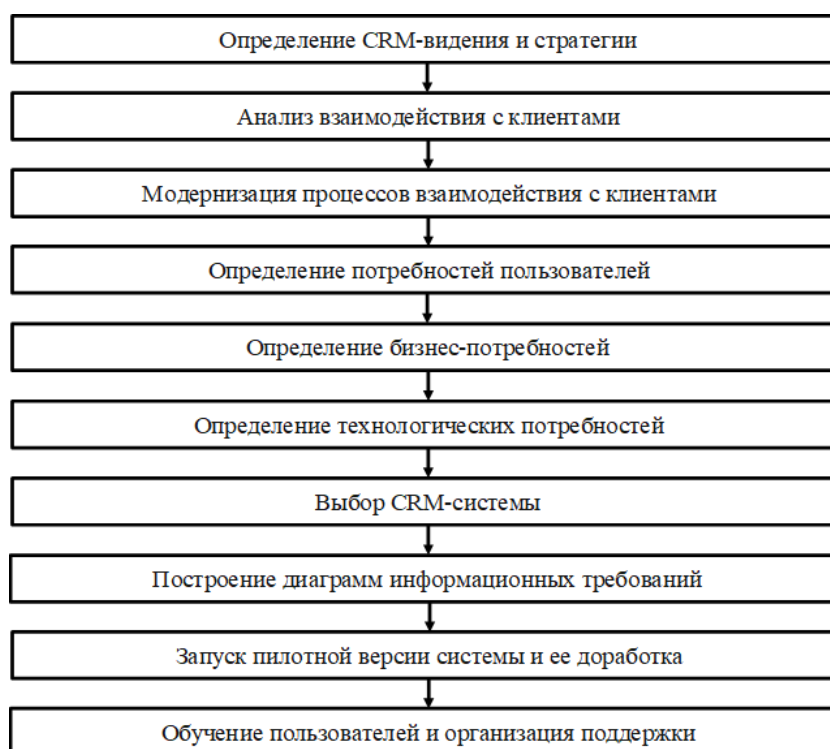 Определение CRM-видения и стратегии
Анализ взаимодействия с клиентами
Модернизация процессов взаимодействия с клиентами
Определение потребностей пользователей
Определение бизнес-потребностей
Определение технологических потребностей
Выбор CRM-системы
Построение диаграмм информационных требований
Запуск пилотной версии системы и ее доработка
Обучение пользователей и организация поддержки